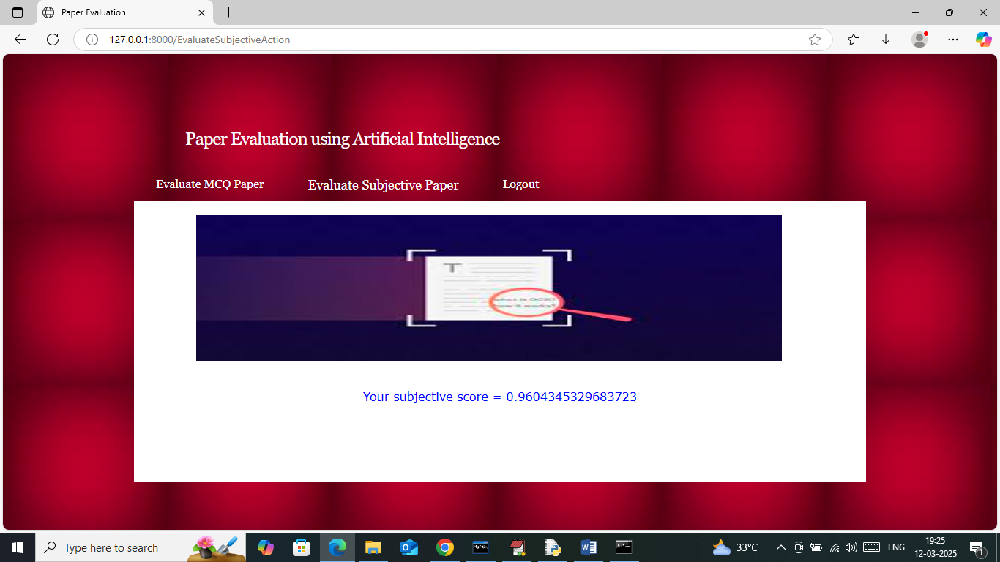 Paper Evaluation
127.0.0.1:8000/EvaluateSubjectiveAction
Paper Evaluation using Artificial Intelligence
Evaluate MCQ Paper Evaluate Subjective Paper Logout
T
what is OCR?
how it works?
Your subjective score = 0.9604345329683723
Type here to search
MySQL
33°C
ENG
19:25
12-03-2025
1